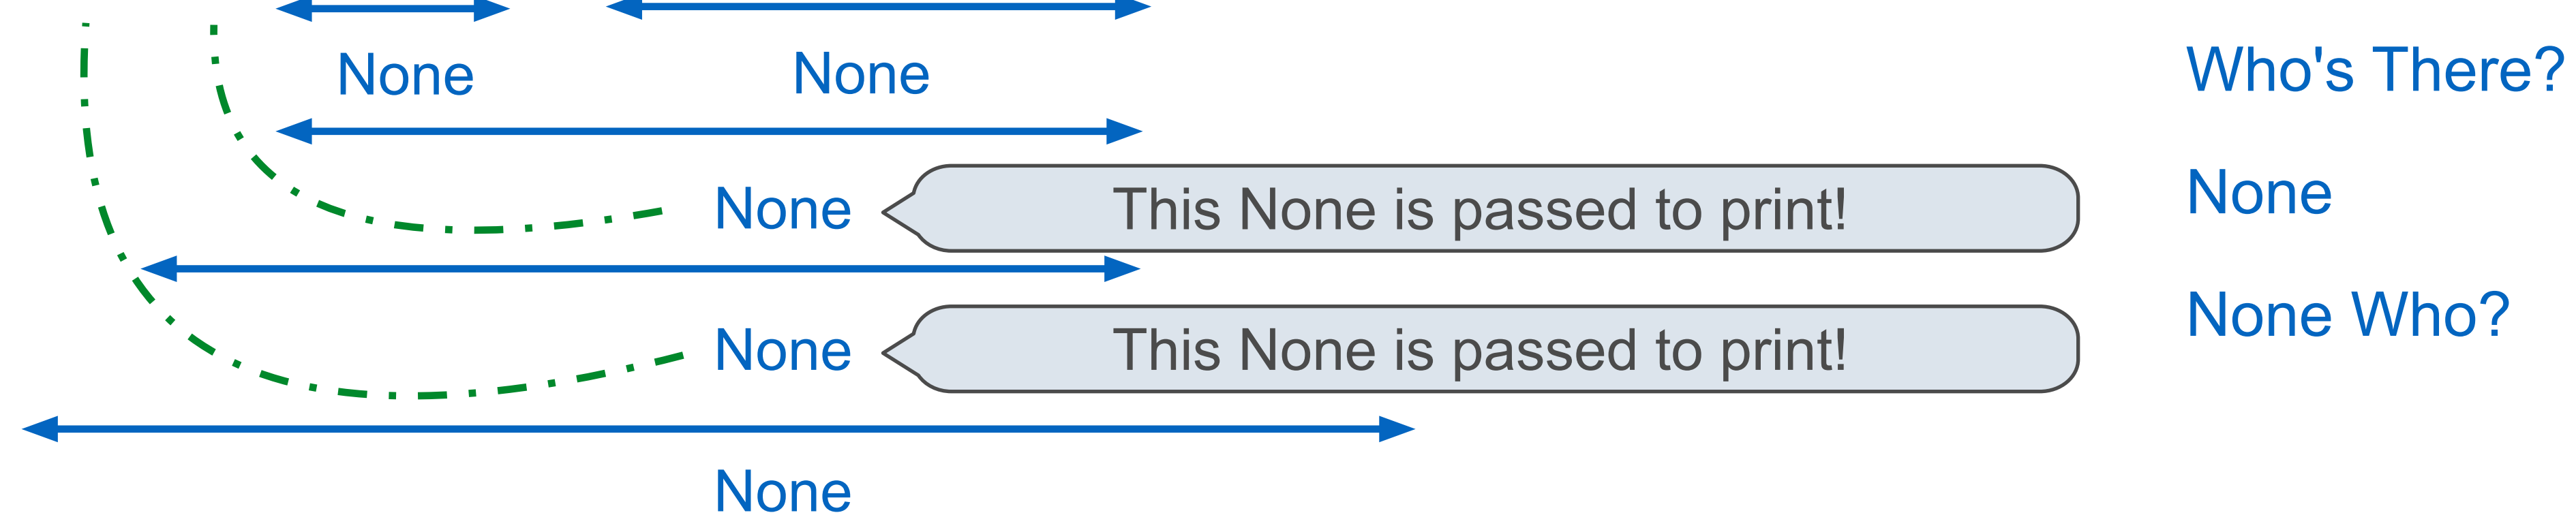 None None Who's There?
None This None is passed to print! None
None Who?
None This None is passed to print!
None